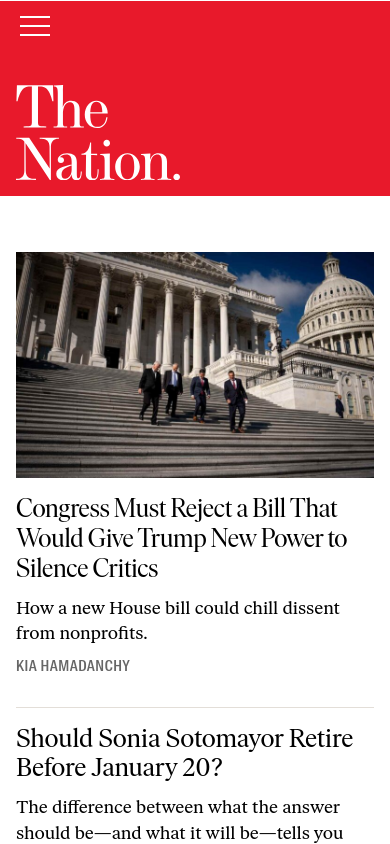 The
Nation.
Congress Must Reject a Bill That
Would Give Trump New Power to
Silence Critics
How a new House bill could chill dissent
from nonprofits.
KIA HAMADANCHY
Should Sonia Sotomayor Retire
Before January 20?
The difference between what the answer
should be—and what it will be—tells you